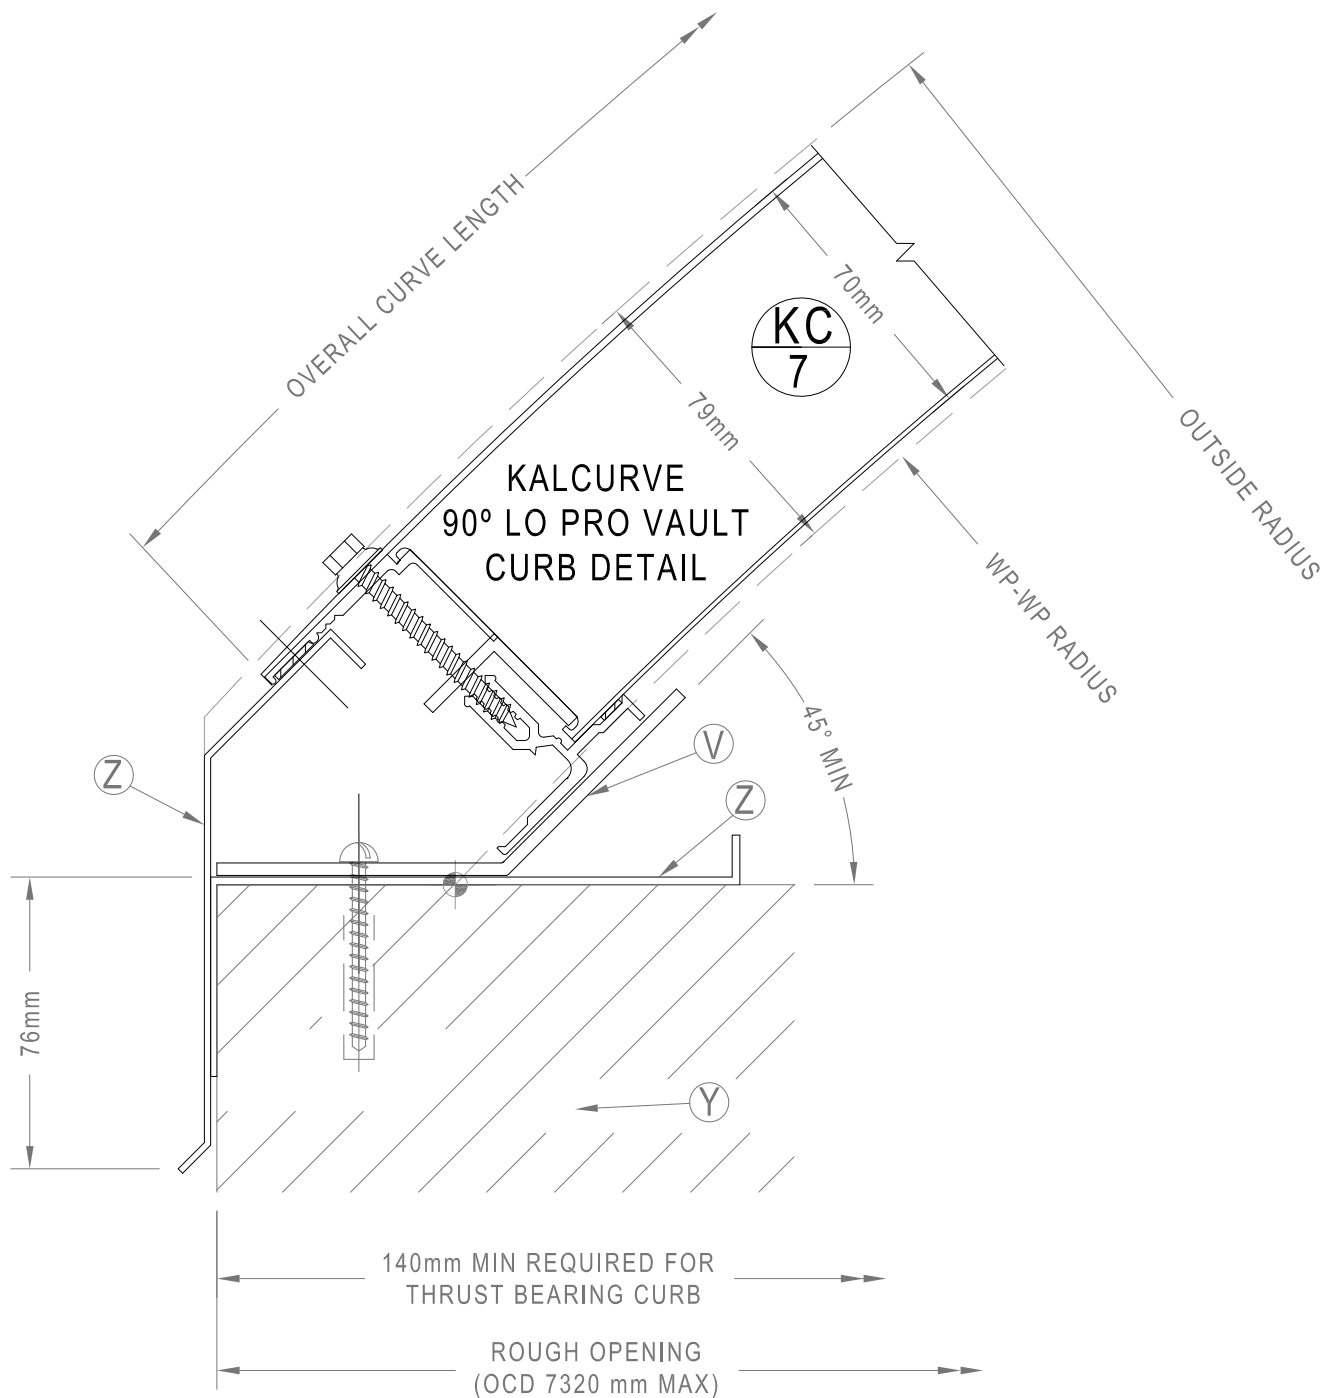 OVERALL CURVE LENGTH
70mm
KC
7
79mm
OUTSIDE RADIUS
KALCURVE
90º LO PRO VAULT
CURB DETAIL
WP-WP RADIUS
45° MIN
V
Z
Z
76mm
Y
140mm MIN REQUIRED FOR
THRUST BEARING CURB
ROUGH OPENING
(OCD 7320 mm MAX)